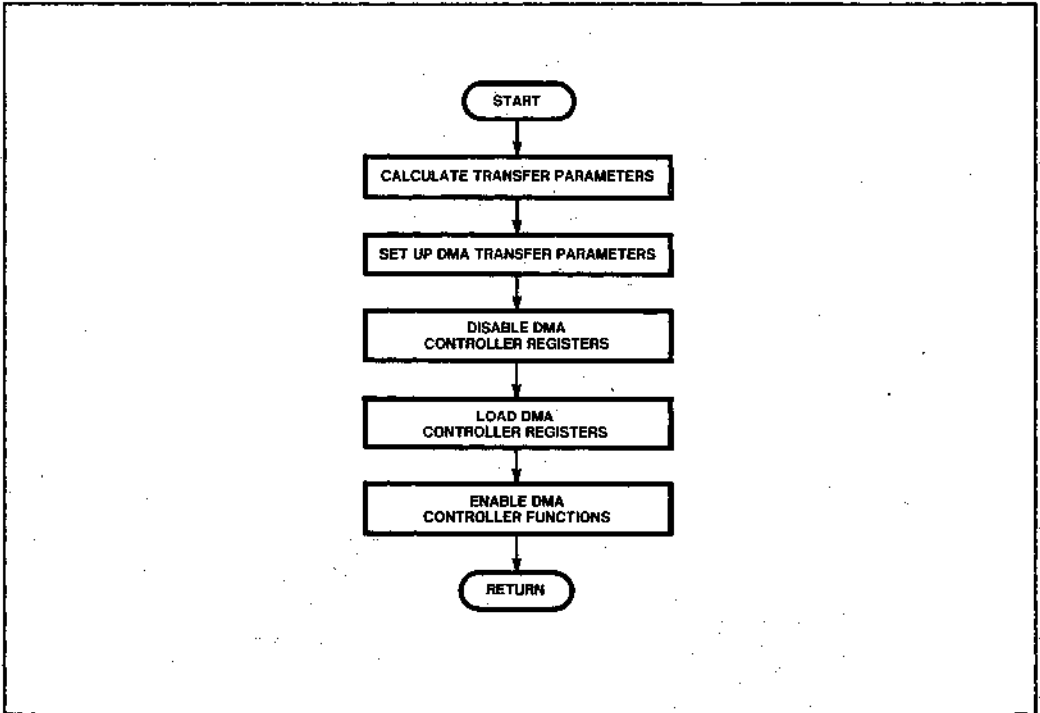 START
CALCULATE TRANSFER PARAMETERS
SET UP DMA TRANSFER PARAMETERS
DISABLE DMA
CONTROLLER REGISTERS
LOAD DMA
CONTROLLER REGISTERS
ENABLE DMA
CONTROLLER FUNCTIONS
RETURN